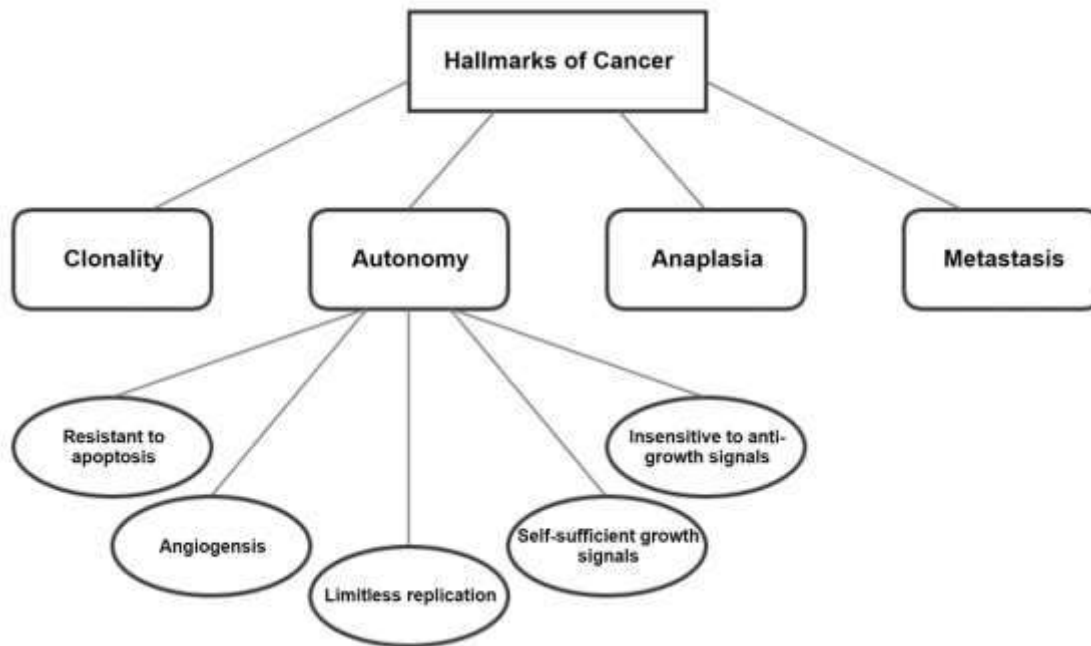 Hallmarks of Cancer
Clonality
Autonomy
Anaplasia
Metastasis
Resistant to
apoptosis
Insensitive to anti-
growth signals
Angiogensis
Self-sufficient growth
signals
Limitless replication